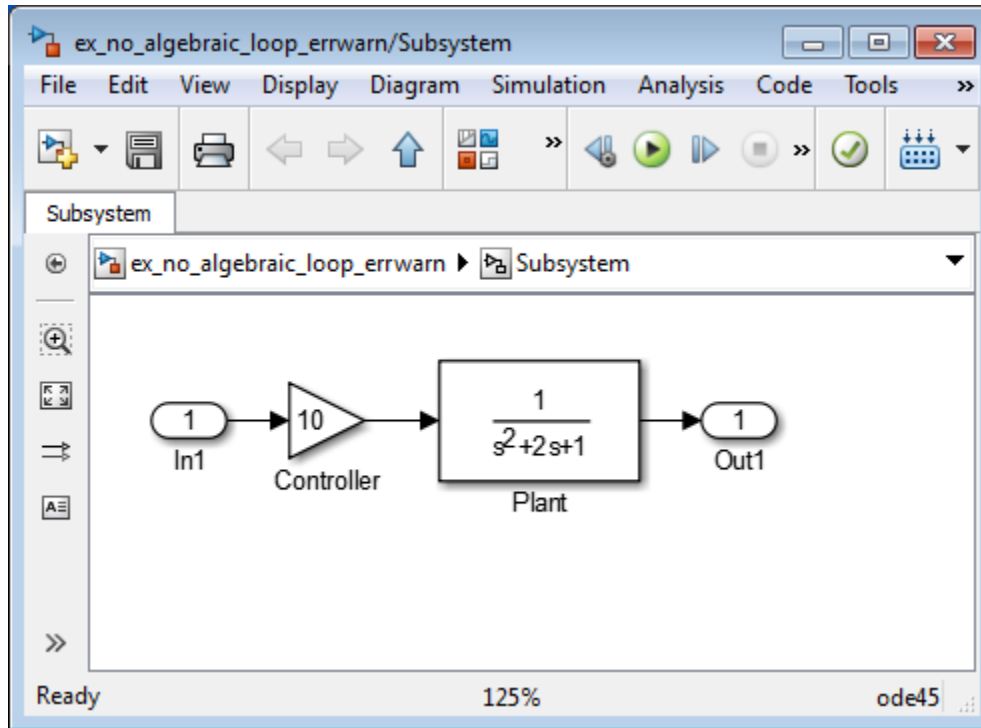 ex_no_algebraic_loop_errwarn/Subsystem
File Edit View Display Diagram Simulation Analysis Code Tools »
» »
Subsystem
ex_no_algebraic_loop_errwarn ▶ Subsystem
1 10 1 1
s²+2s+1
In1 Controller Plant Out1
A
»
Ready 125% ode45